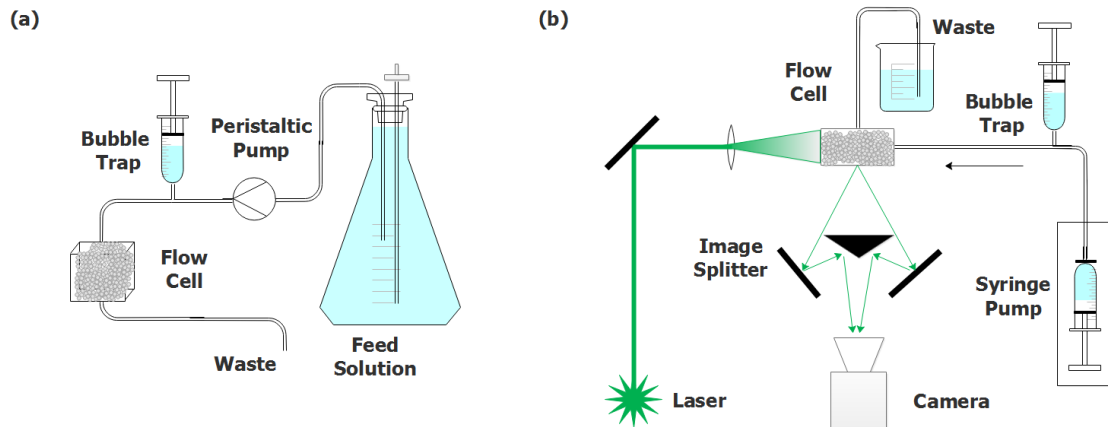 (a)
Bubble
Trap
Peristaltic
Pump
Flow
Cell
Waste
Feed
Solution
(b)
Waste
Flow
Cell
Bubble
Trap
Image
Splitter
Syringe
Pump
Laser
Camera